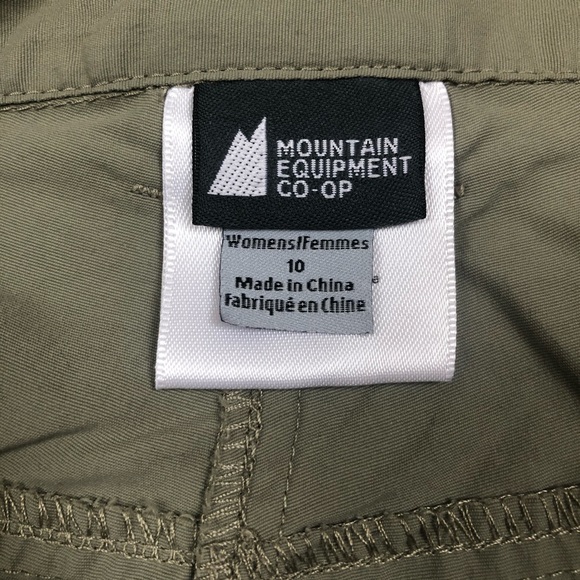 MOUNTAIN
EQUIPMENT
CO-OP
Womens/Femmes
10
Made in China
Fabriqué en Chine